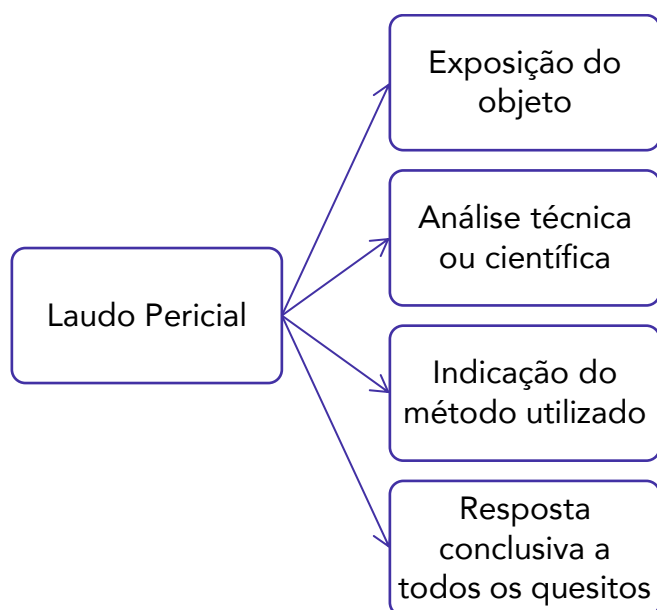 Laudo Pericial
Exposição do
objeto
Análise técnica
ou científica
Indicação do
método utilizado
Resposta
conclusiva a
todos os quesitos